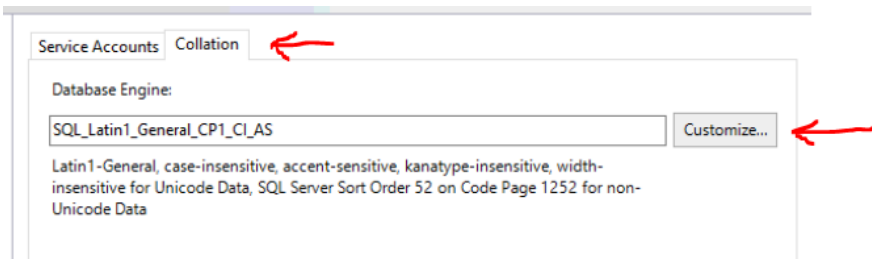 Service Accounts Collation
Database Engine:
SQL_Latin1_General_CP1_CI_AS Customize...
Latin1-General, case-insensitive, accent-sensitive, kanatype-insensitive, width-
insensitive for Unicode Data, SQL Server Sort Order 52 on Code Page 1252 for non-
Unicode Data